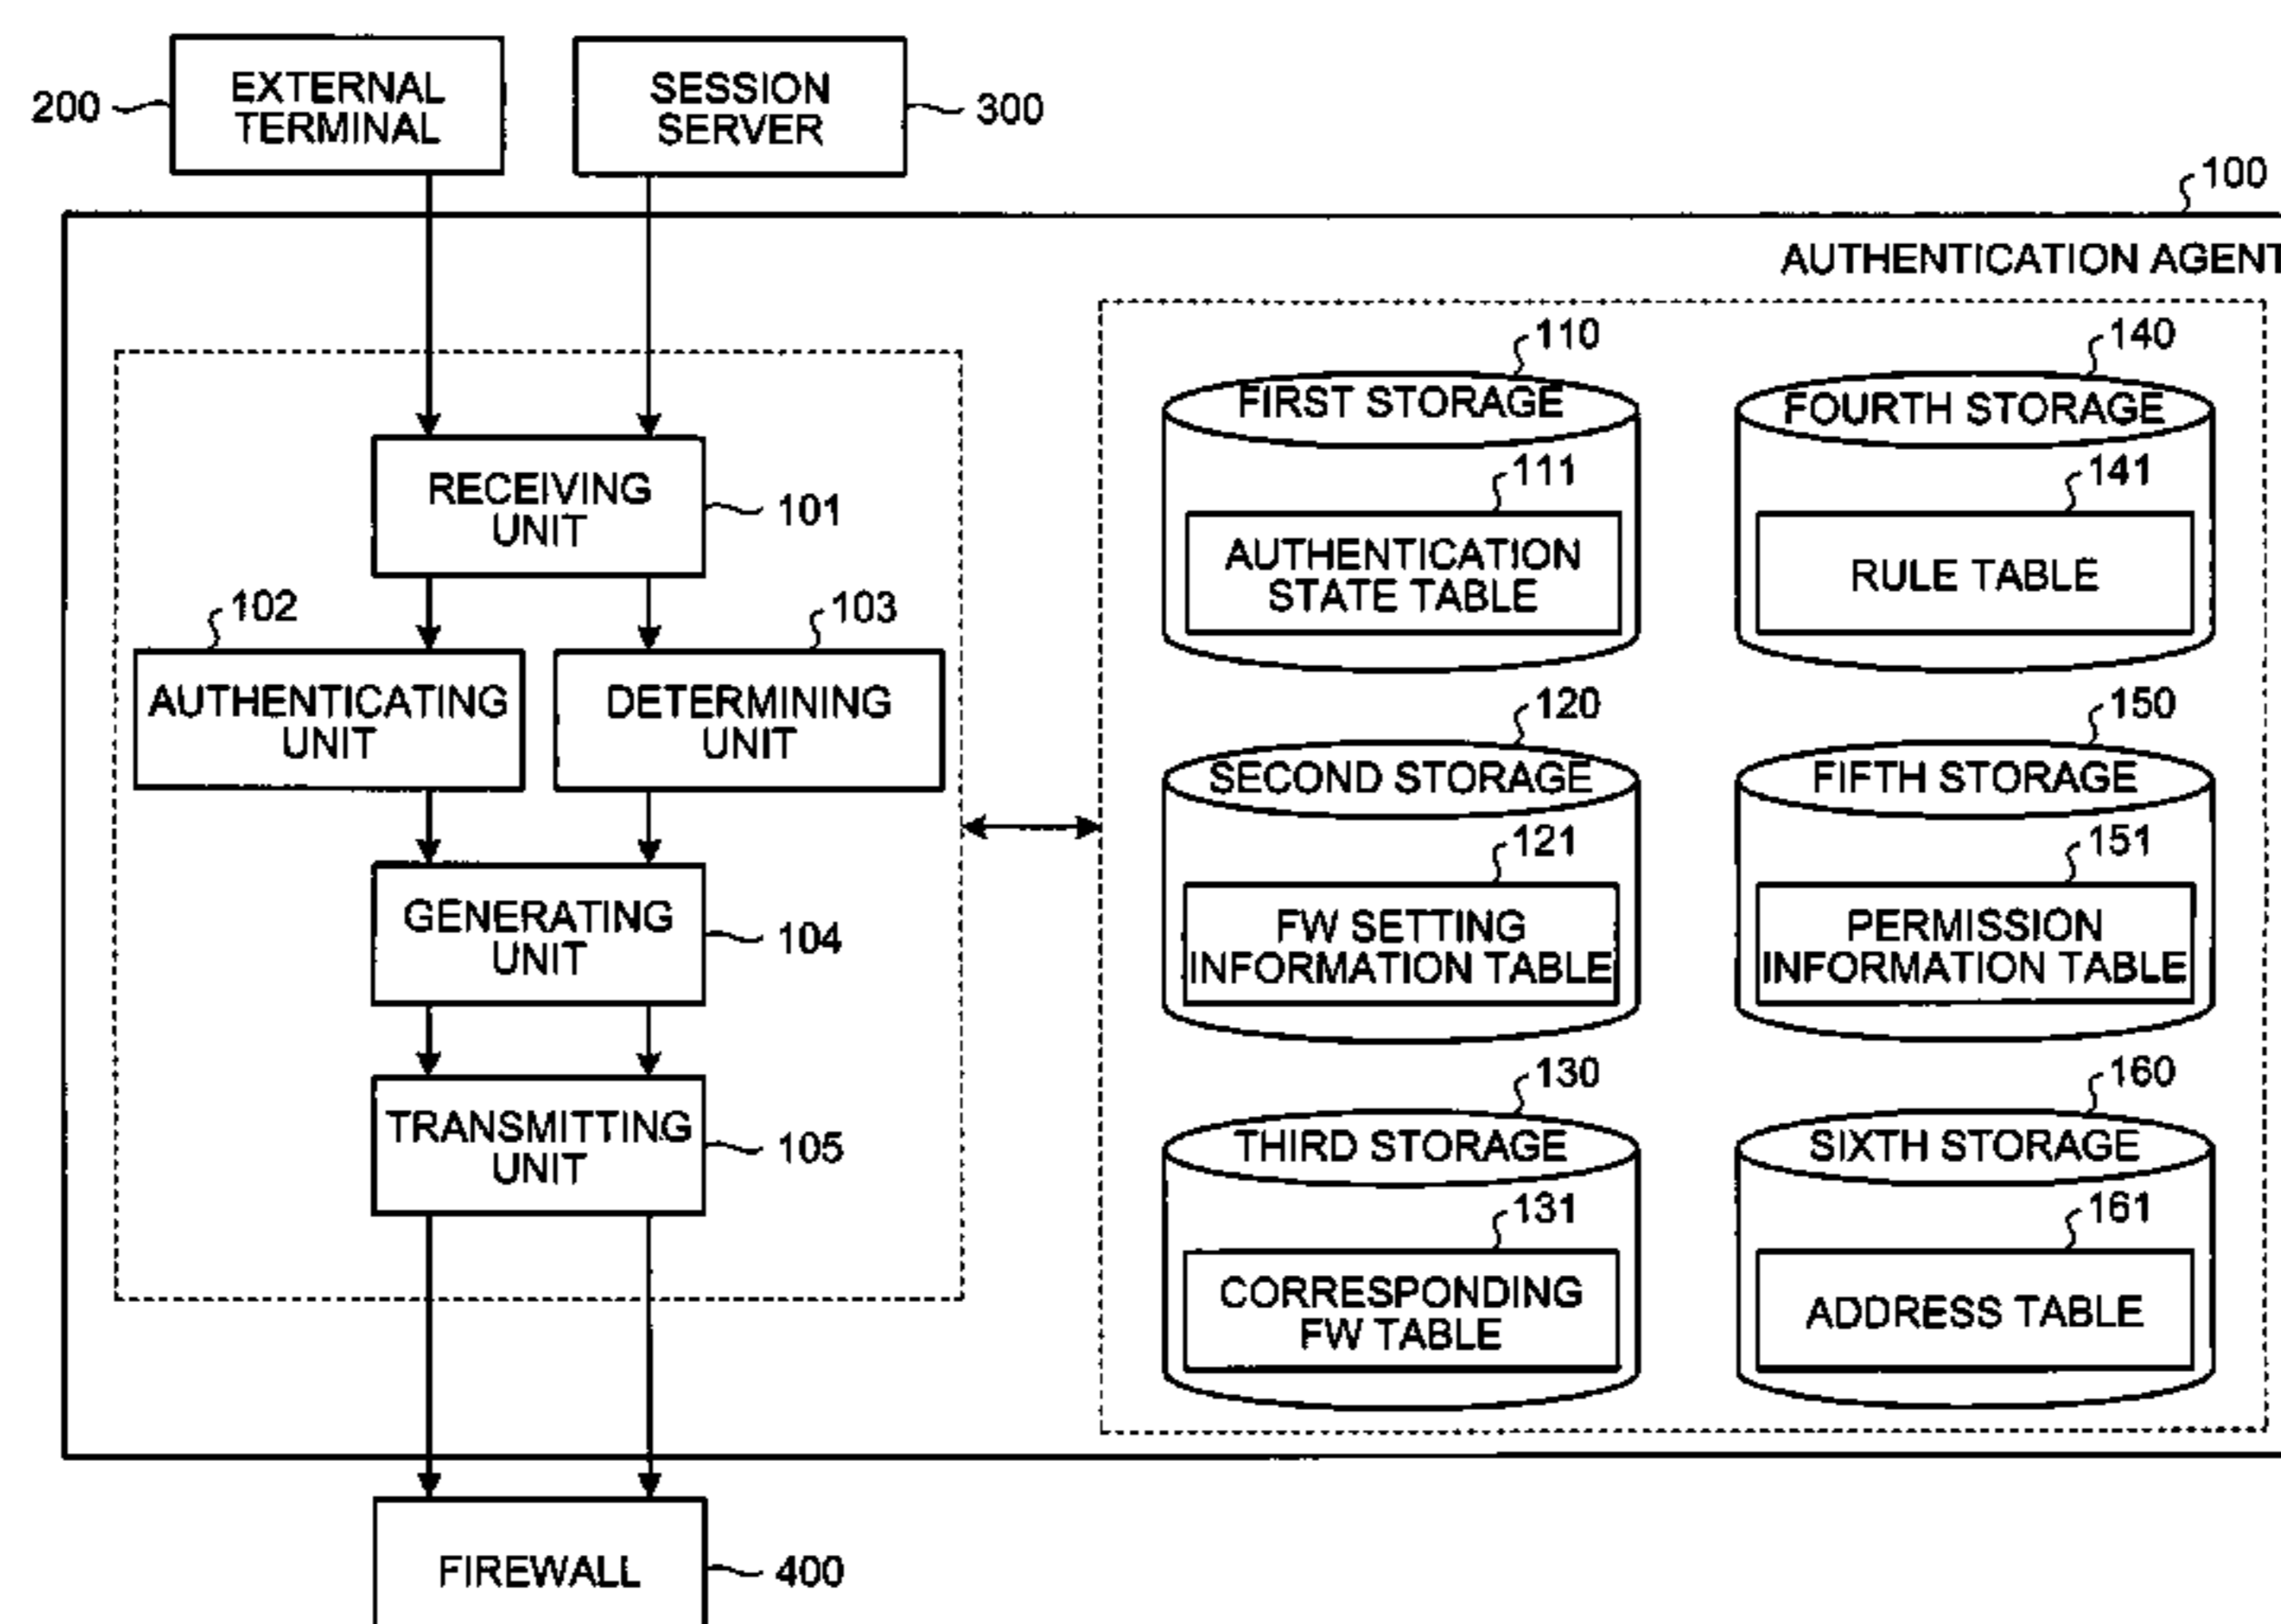 EXTERNAL
TERMINAL
200
SESSION
SERVER
300
100
AUTHENTICATION AGENT
RECEIVING
UNIT
101
102
AUTHENTICATING
UNIT
103
DETERMINING
UNIT
GENERATING
UNIT
104
TRANSMITTING
UNIT
105
FIREWALL
400
110
FIRST STORAGE
111
AUTHENTICATION
STATE TABLE
140
FOURTH STORAGE
141
RULE TABLE
120
SECOND STORAGE
121
FW SETTING
INFORMATION TABLE
150
FIFTH STORAGE
151
PERMISSION
INFORMATION TABLE
130
THIRD STORAGE
131
CORRESPONDING
FW TABLE
160
SIXTH STORAGE
161
ADDRESS TABLE